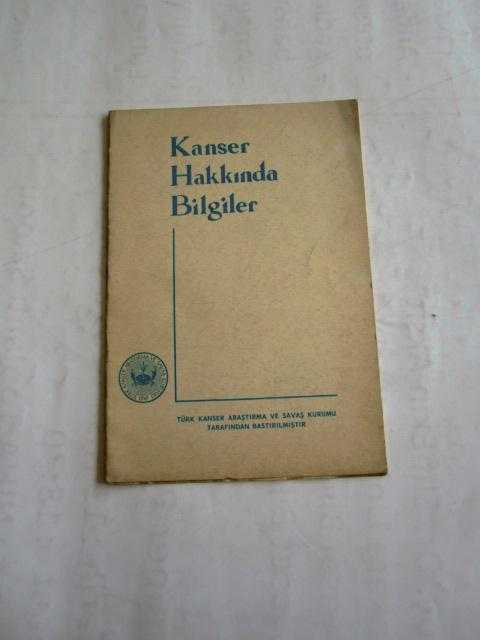 Kanser
Hakkında
Bilgiler
TÜRK KANSER ARAŞTIRMA VE SAVAŞ KURUMU
TARAFINDAN BASTIRILMIŞTIR